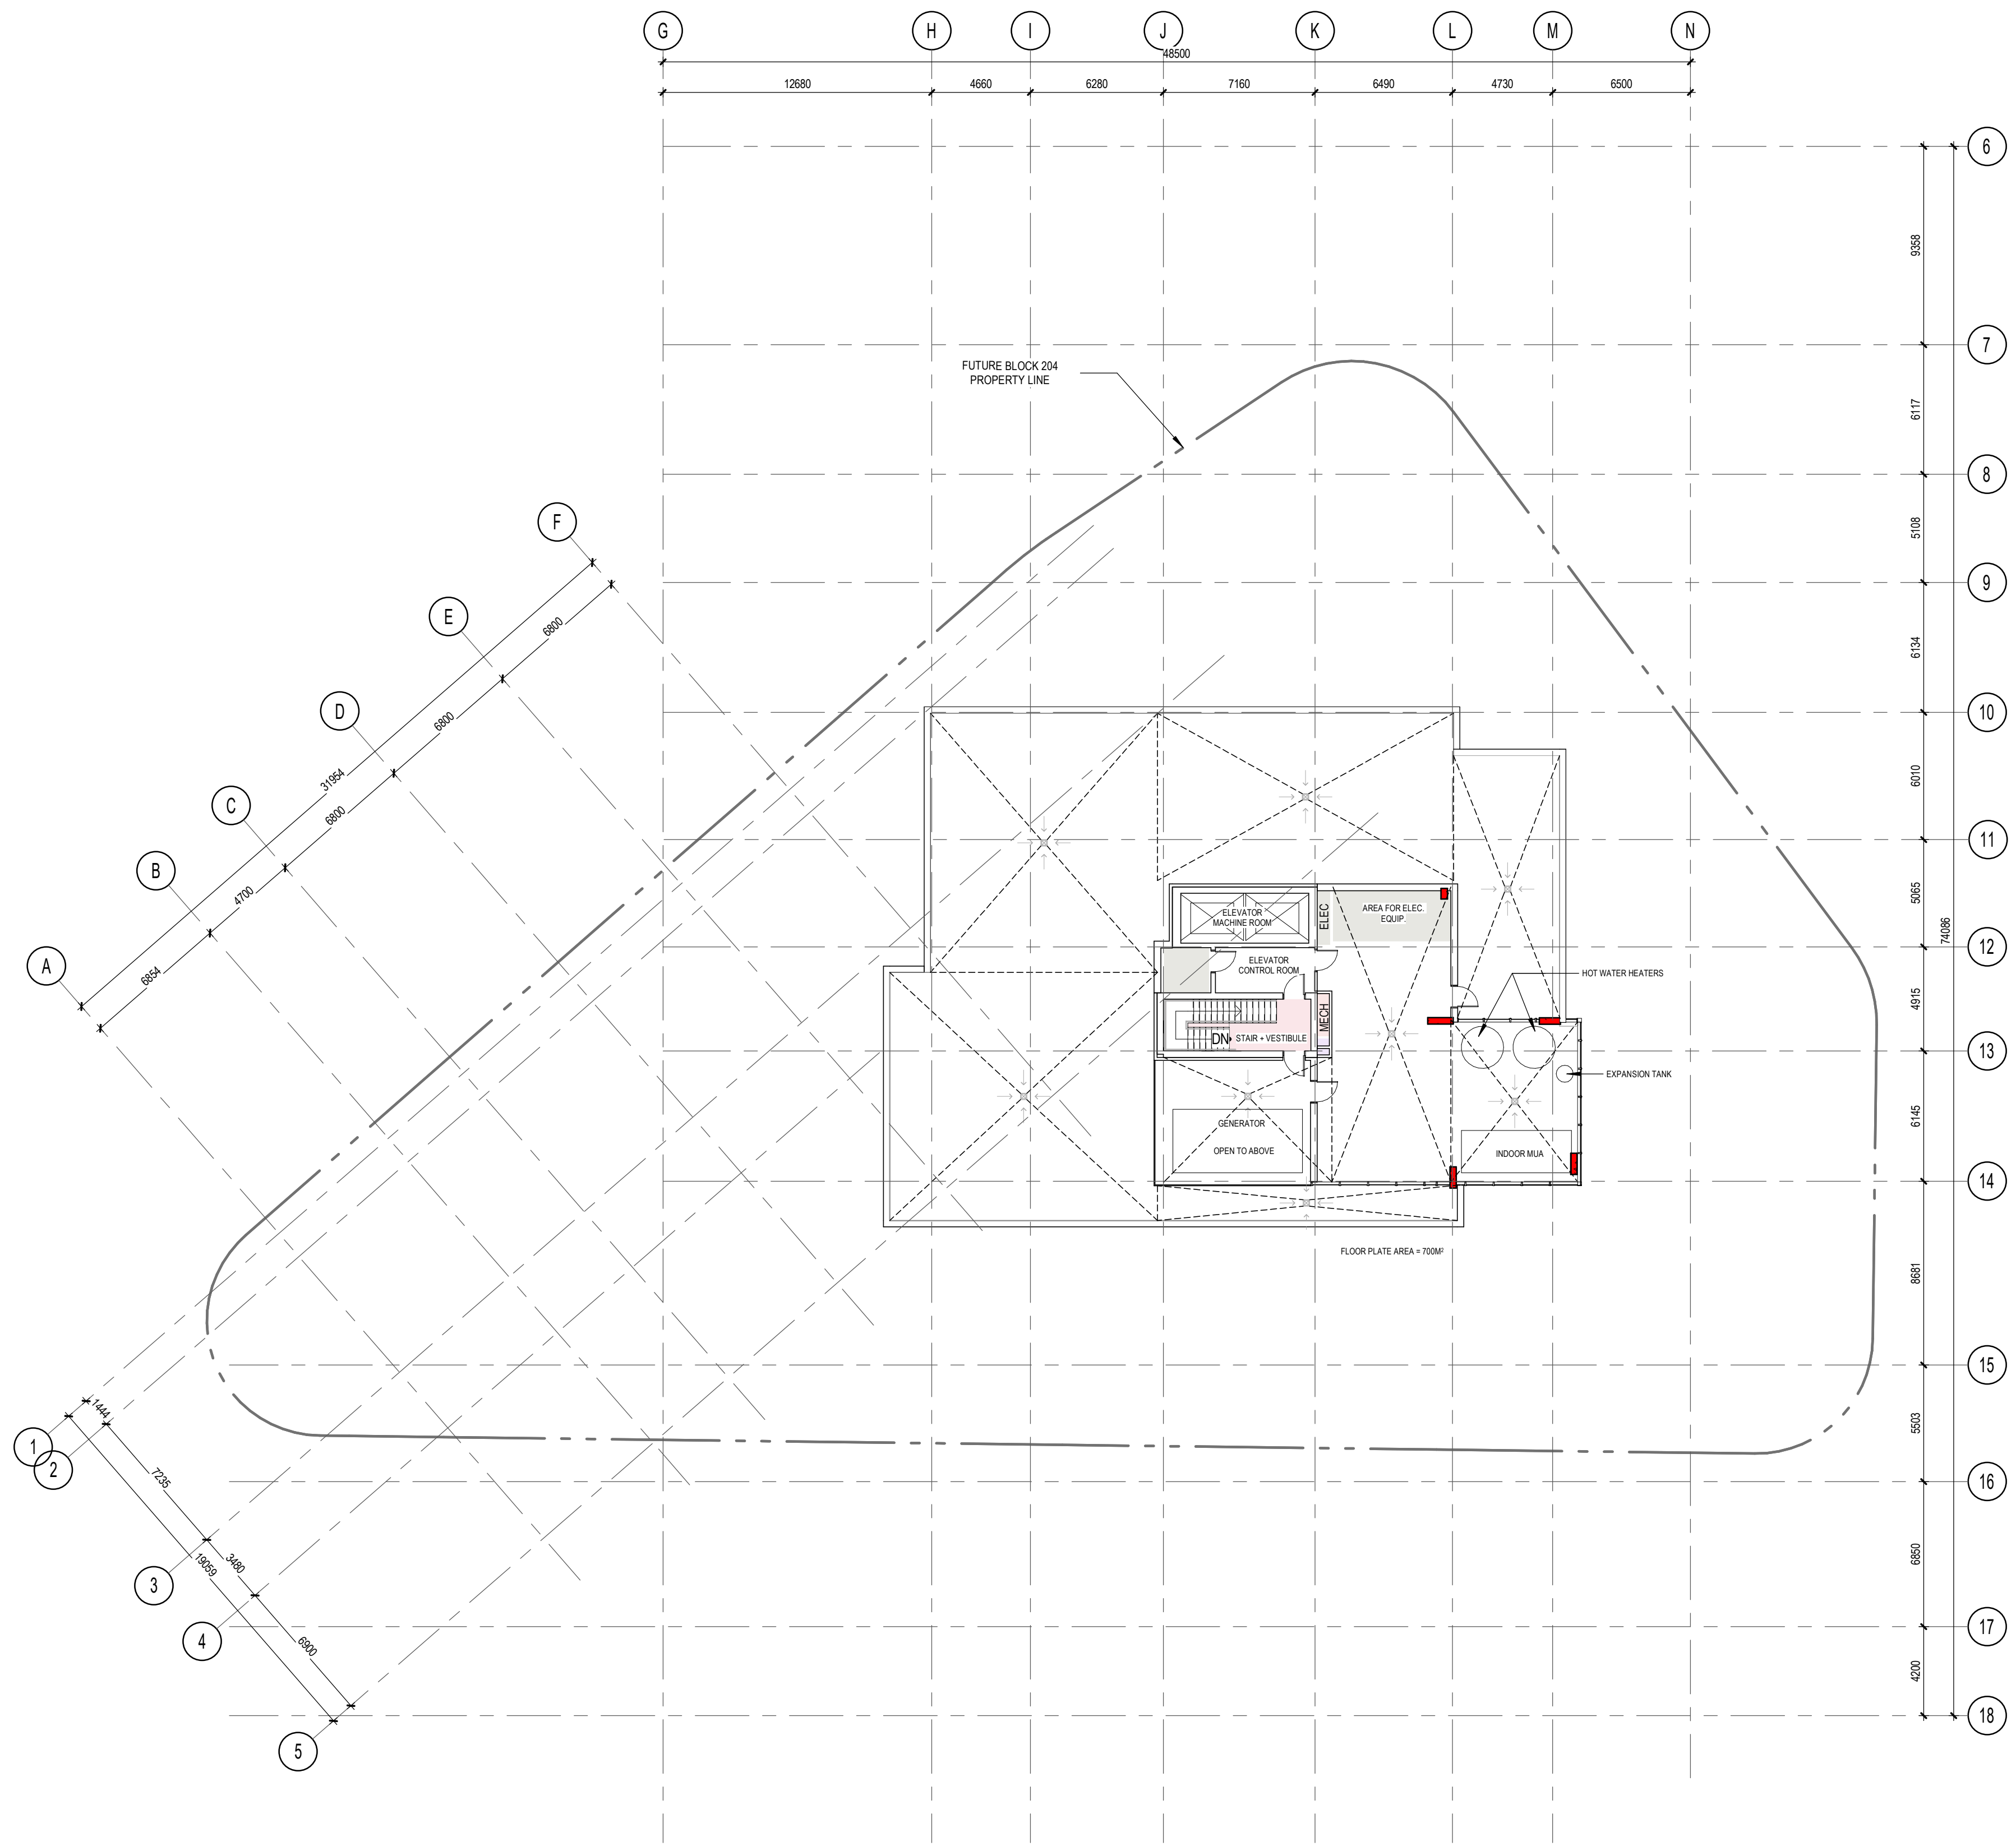 G H I J K L M N
48500
12680 4660 6280 7160 6490 4730 6500
6
9358
7
FUTURE BLOCK 204
PROPERTY LINE
6117
8
5108
F
9
E
6800
6134
D
6800
10
31954
6010
C
6800
11
B
4700
5065
ELEC
AREA FOR ELEC.
EQUIP.
ELEVATOR
MACHINE ROOM
74086
12
A
6854
ELEVATOR
CONTROL ROOM
HOT WATER HEATERS
4915
MECH
DN
STAIR + VESTIBULE
13
EXPANSION TANK
6145
GENERATOR
OPEN TO ABOVE
INDOOR MUA
14
FLOOR PLATE AREA = 700M²
8681
15
1444
5503
1
2
7235
16
3480
19059
6850
3
17
4
6900
4200
18
5